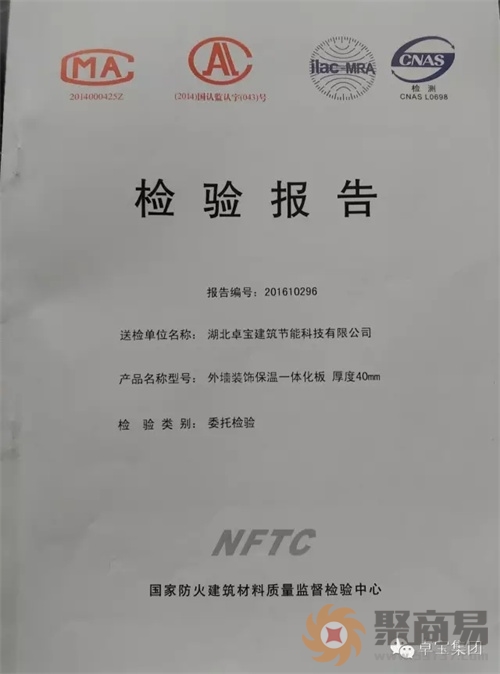 CMA
CAL
ilac-MRA
CNAS
2014000425Z
(2014)国认监认字(043)号
检 测
CNAS L0698
检验报告
报告编号：201610296
送检单位名称：湖北卓宝建筑节能科技有限公司
产品名称型号：外墙装饰保温一体化板 厚度40mm
检 验 类 别：委托检验
NFTC
国家防火建筑材料质量监督检验中心
聚商易
卓宝集团